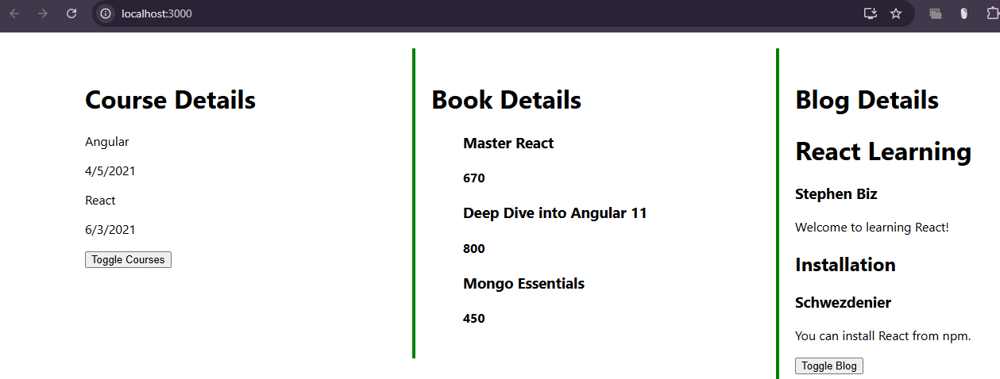 localhost:3000
Course Details
Angular
4/5/2021
React
6/3/2021
Toggle Courses
Book Details
Master React
670
Deep Dive into Angular 11
800
Mongo Essentials
450
Blog Details
React Learning
Stephen Biz
Welcome to learning React!
Installation
Schwezdenier
You can install React from npm.
Toggle Blog